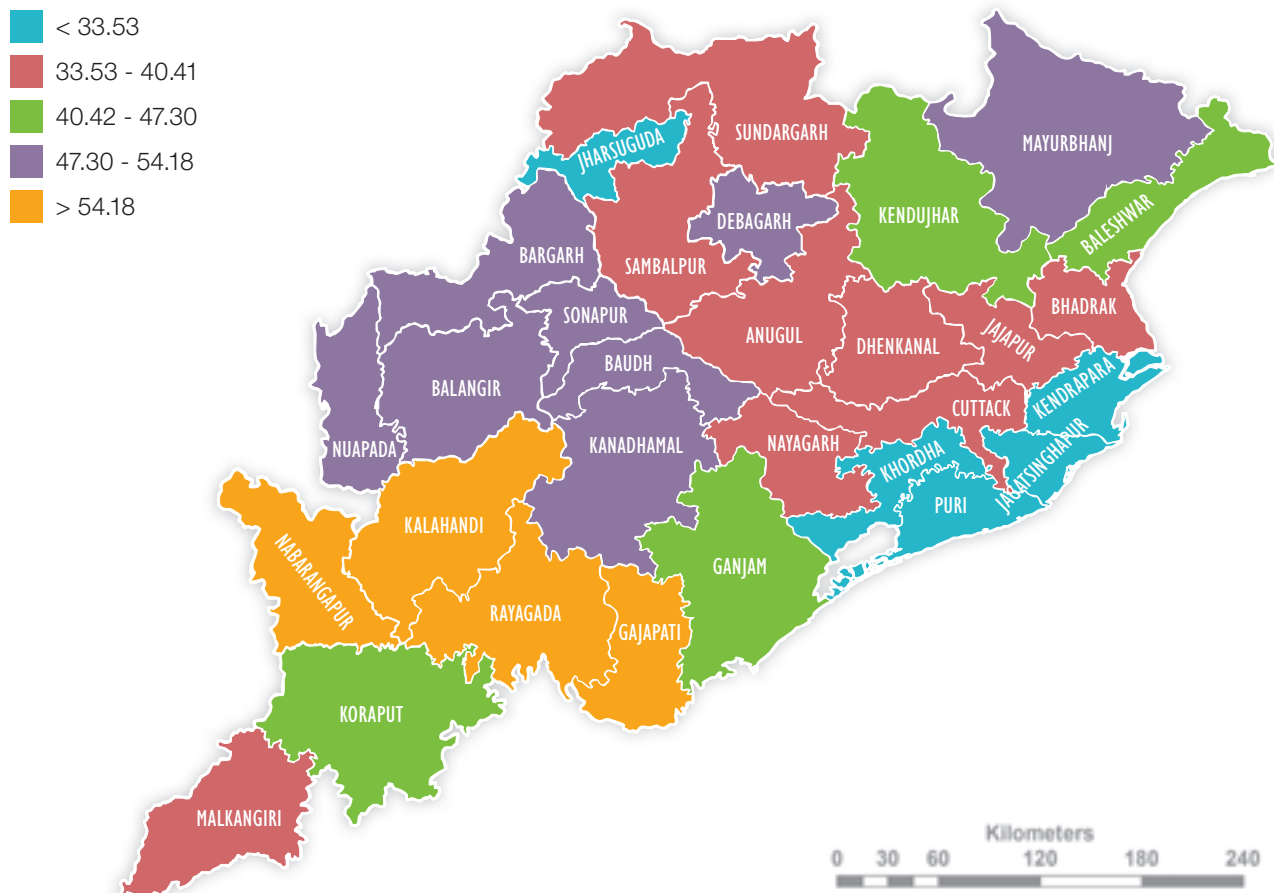 < 33.53
33.53 - 40.41
40.42 - 47.30
47.30 - 54.18
> 54.18
SUNDARGARH
JHARSUGUDA
MAYURBHANJ
KENDUJHAR
BALESHWAR
DEBAGARH
BARGARH
SAMBALPUR
BHADRAK
SONAPUR
ANUGUL
DHENKANAL
JAJAPUR
BAUDH
BALANGIR
KENDRAPARA
CUTTACK
NUAPADA
KANADHAMAL
NAYAGARH
KHORDHA
JAGATSINGHAPUR
PURI
KALAHANDI
NABARANGAPUR
GANJAM
RAYAGADA
GAJAPATI
KORAPUT
MALKANGIRI
Kilometers
0 30 60 120 180 240